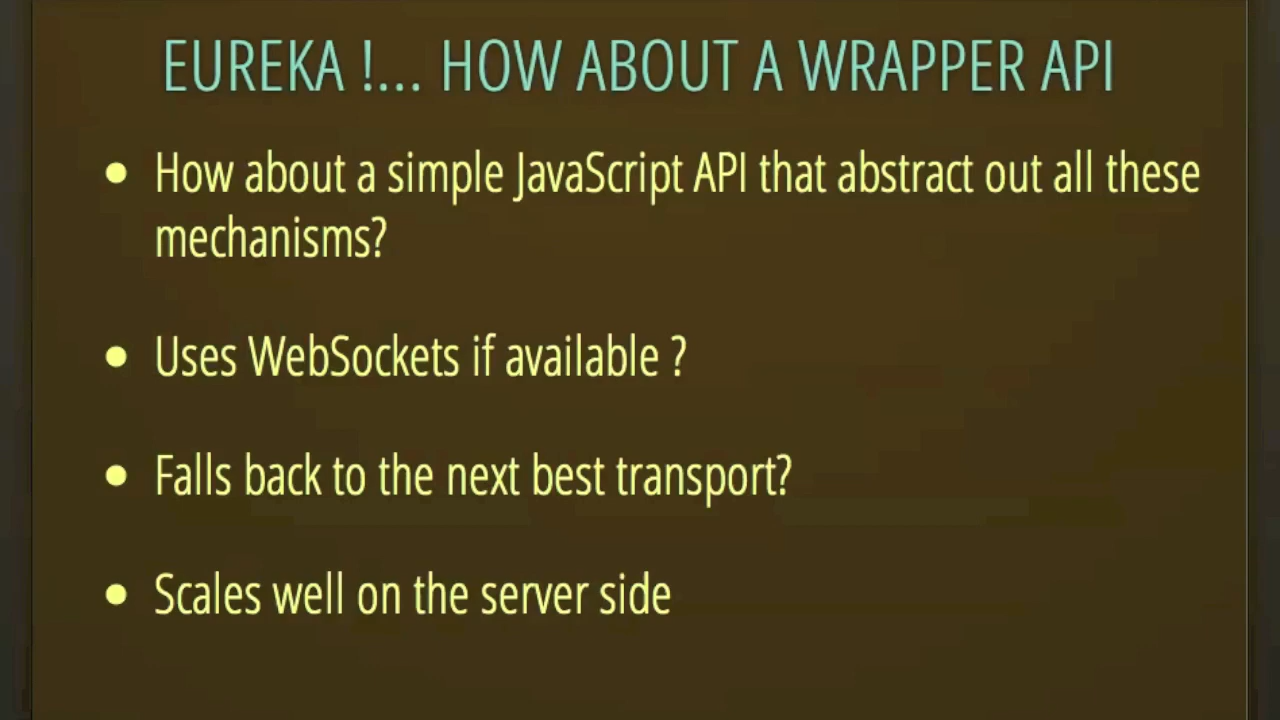 EUREKA !... HOW ABOUT A WRAPPER API
• How about a simple JavaScript API that abstract out all these
mechanisms?
• Uses WebSockets if available ?
• Falls back to the next best transport?
• Scales well on the server side